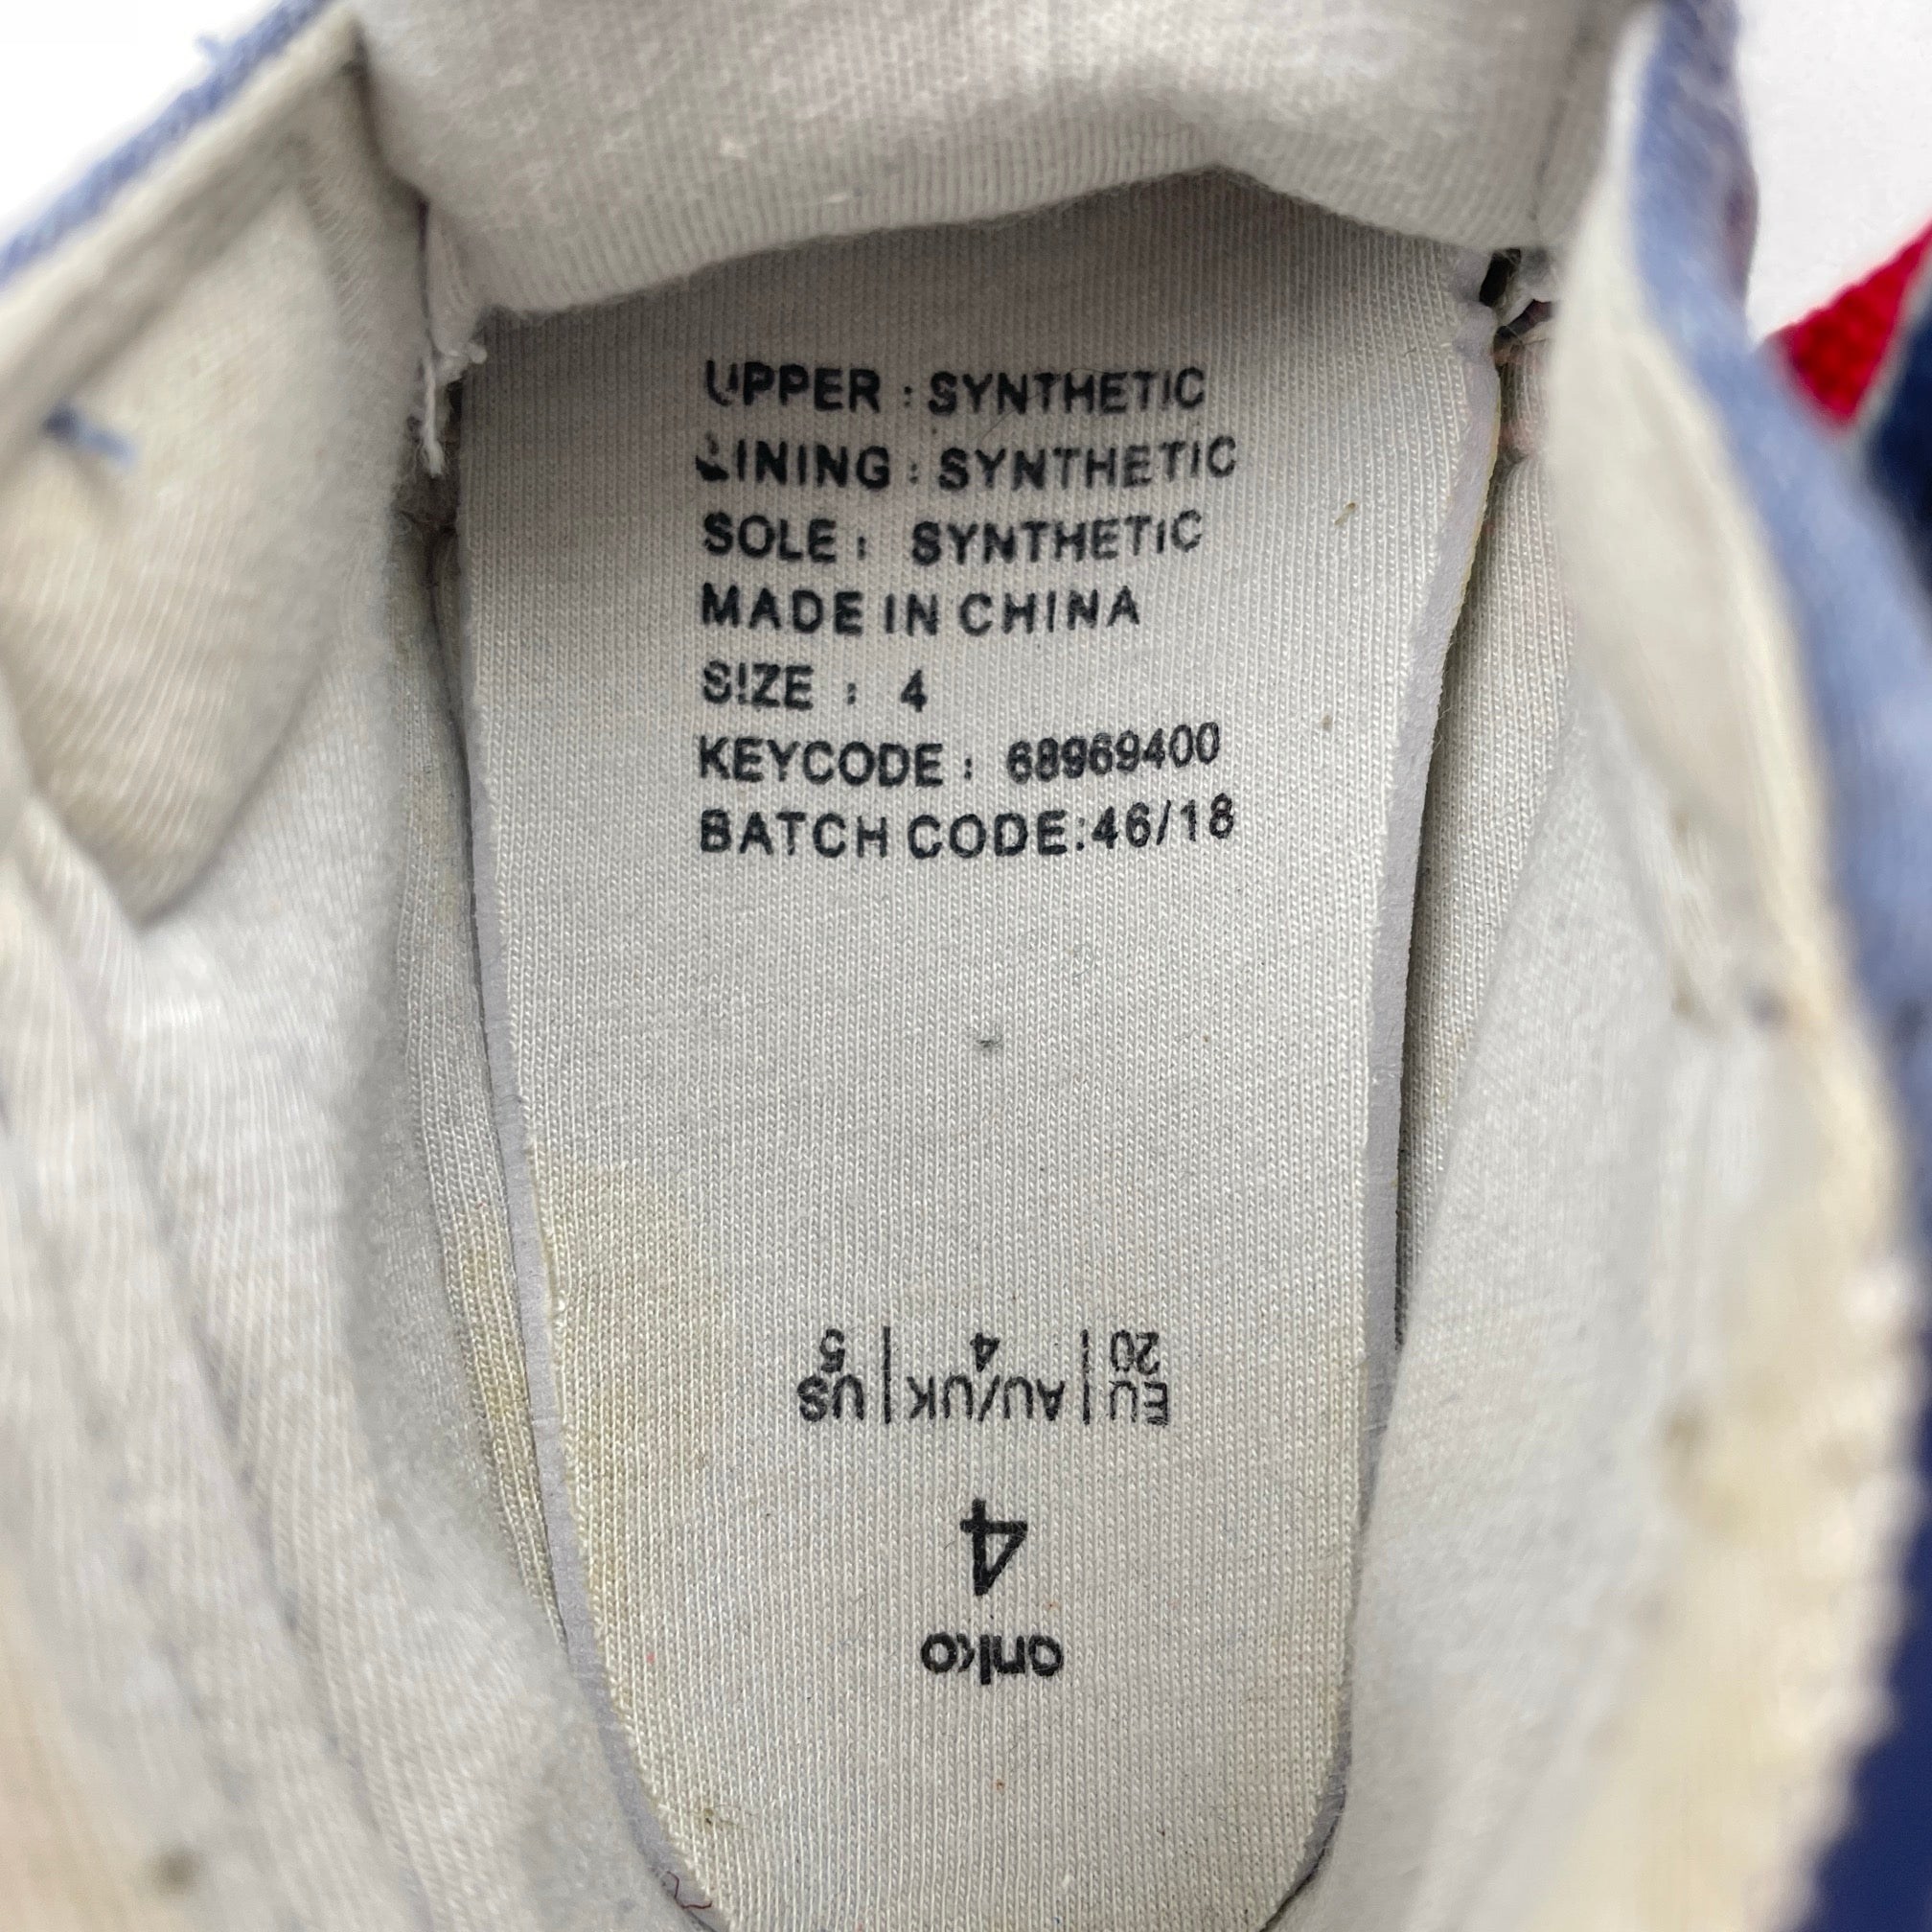 UPPER : SYNTHETIC
LINING : SYNTHETIC
SOLE : SYNTHETIC
MADE IN CHINA
SIZE : 4
KEYCODE : 68969400
BATCH CODE:46/18
anko
4
EU | AU/UK | US
20 | 4 | 5